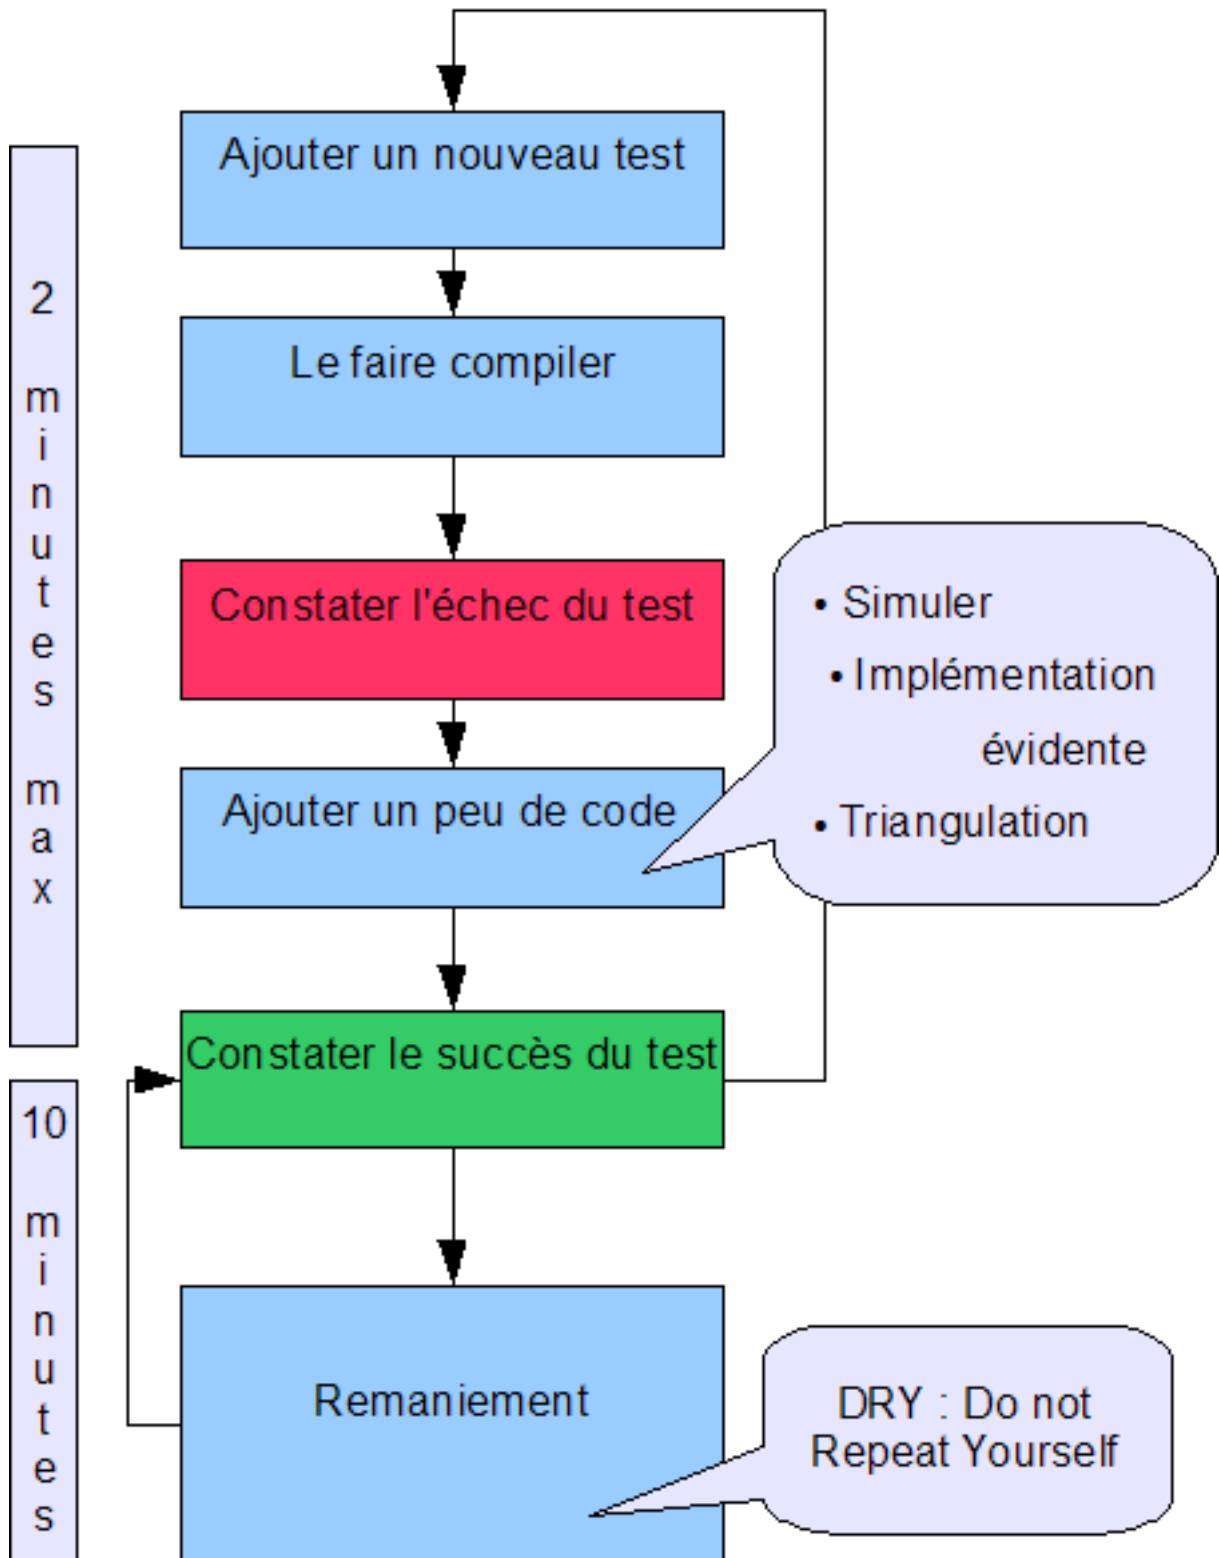 Ajouter un nouveau test
Le faire compiler
Constater l'échec du test
Ajouter un peu de code
• Simuler
• Implémentation
évidente
• Triangulation
Constater le succès du test
Remaniement
DRY : Do not
Repeat Yourself
2 minutes max
10 minutes